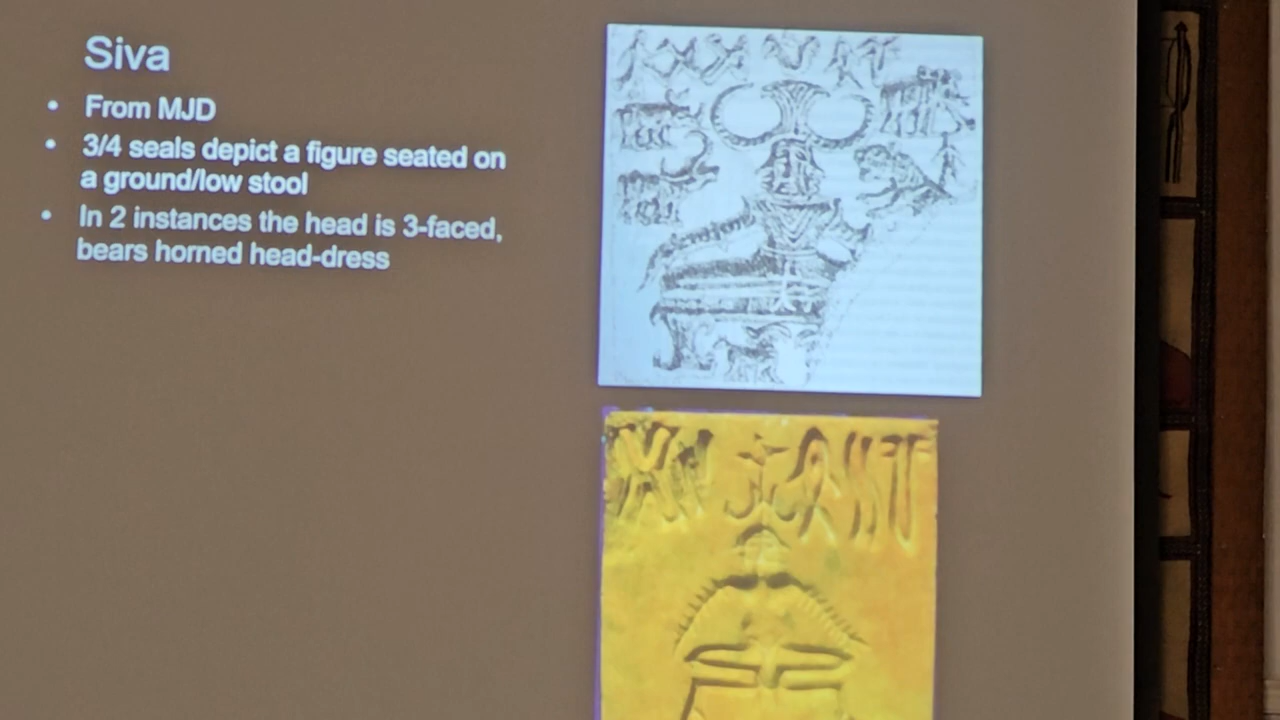 Siva
• From MJD
• 3/4 seals depict a figure seated on
a ground/low stool
• In 2 instances the head is 3-faced,
bears horned head-dress